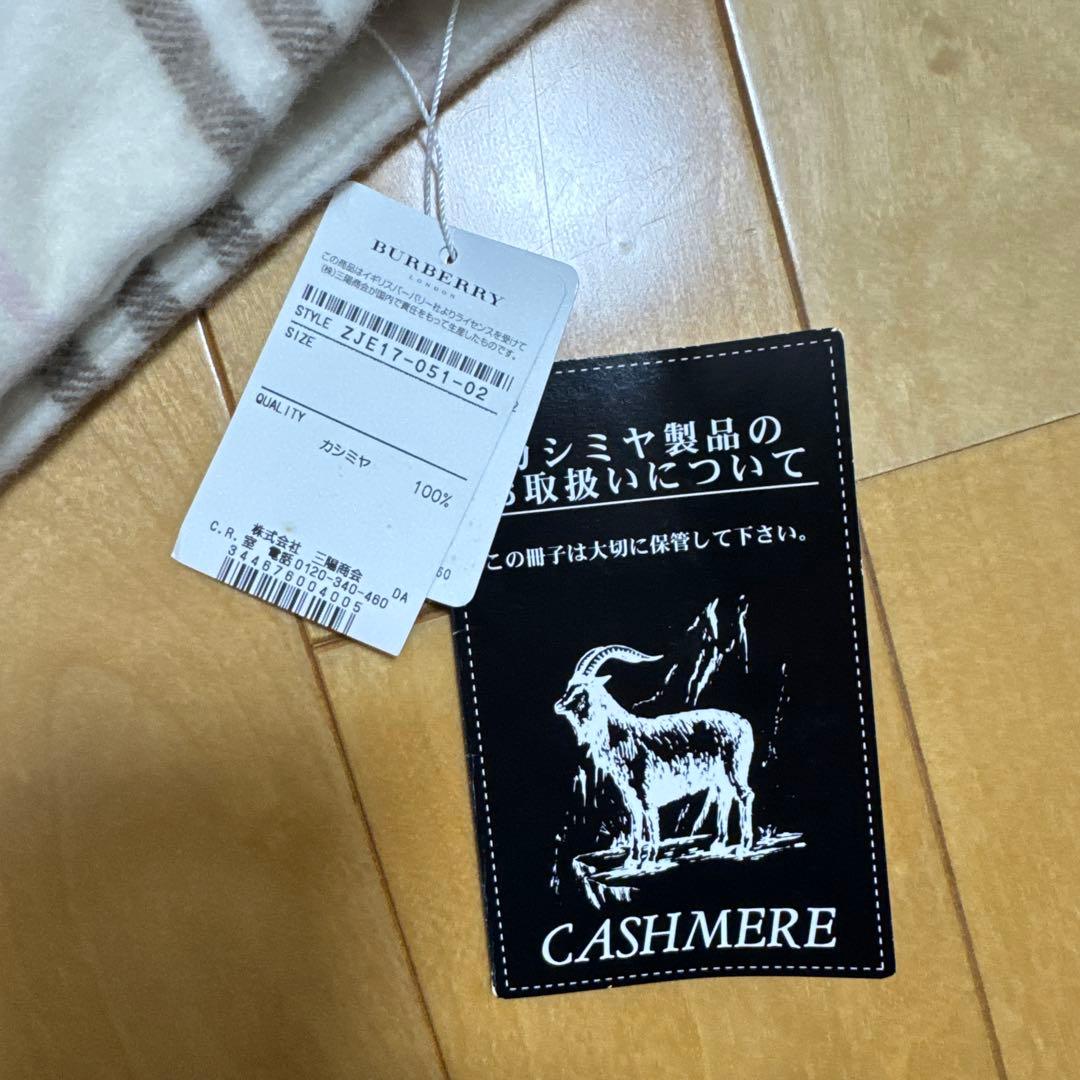 BURBERRY
LONDON
この商品はイギリスバーバリー社よりライセンスを受けて
(株)三陽商会が国内で責任をもって生産したものです。
STYLE ZJE17-051-02
SIZE
QUALITY
カシミヤ
100%
株式会社 三陽商会
C.R.室 電話0120-340-460 DA
344676004005
2
60
カシミヤ製品の
お取扱いについて
この冊子は大切に保管して下さい。
CASHMERE